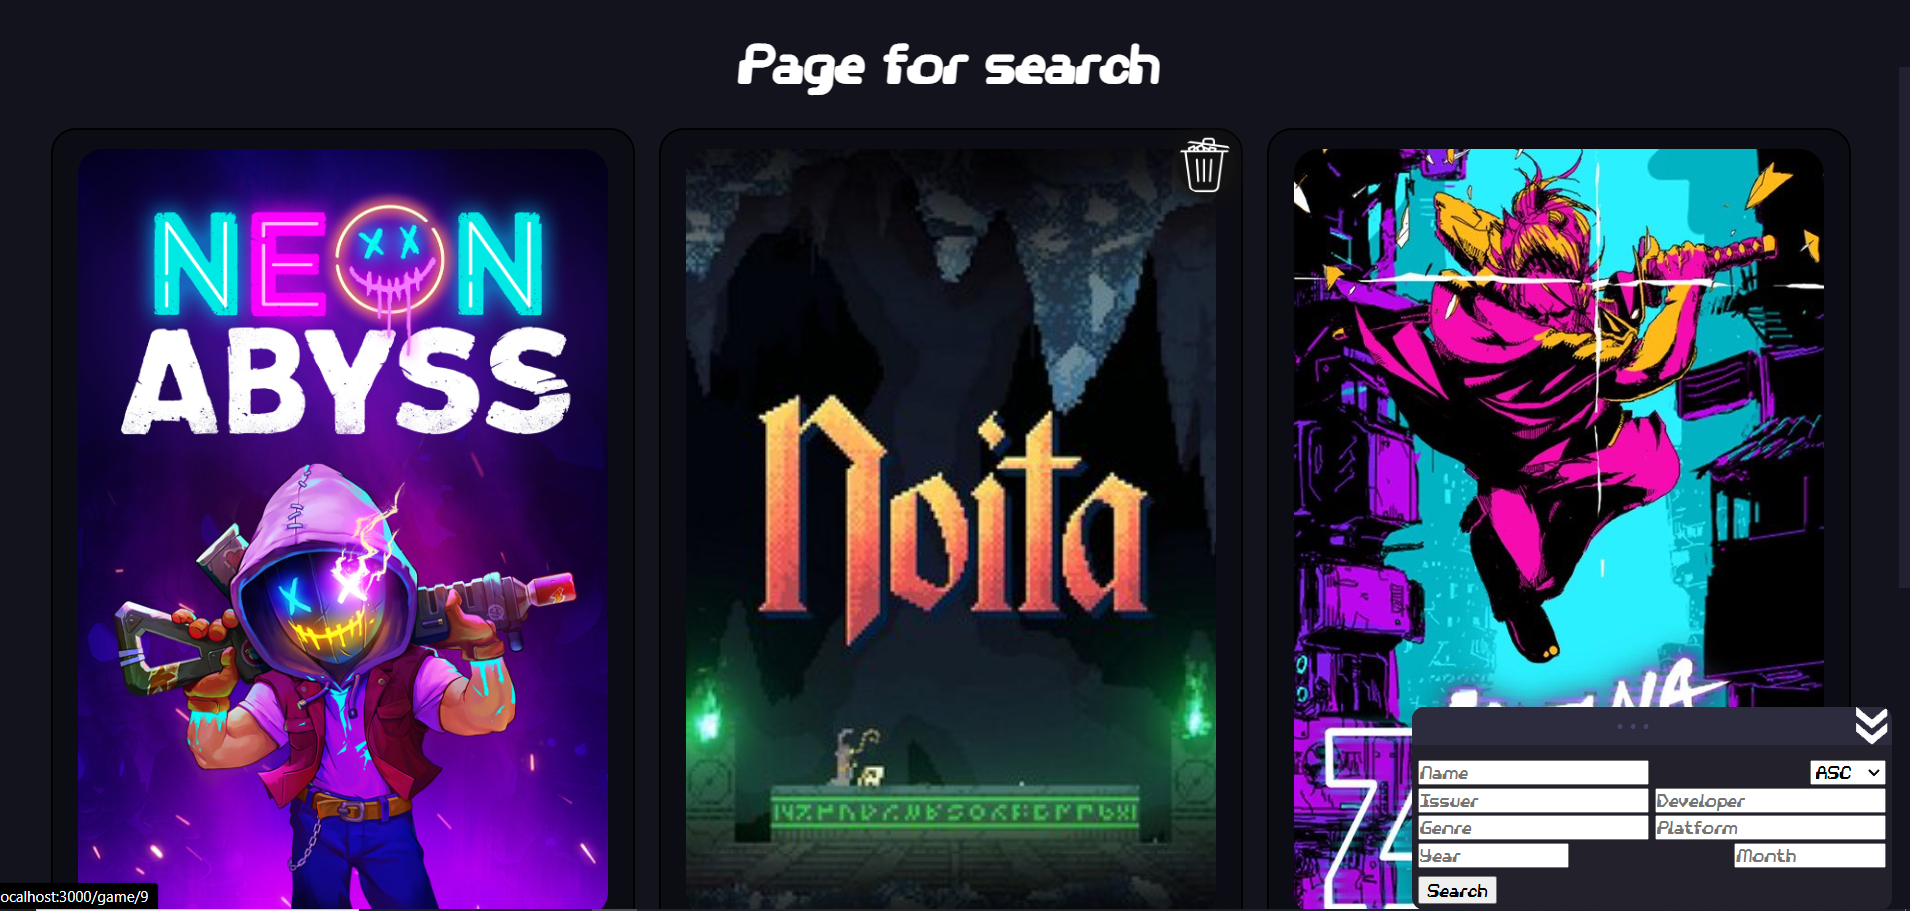 Page for search
NEON
ABYSS
Noita
Name
ASC
Issuer
Developer
Genre
Platform
Year
Month
Search
ocalhost:3000/game/9